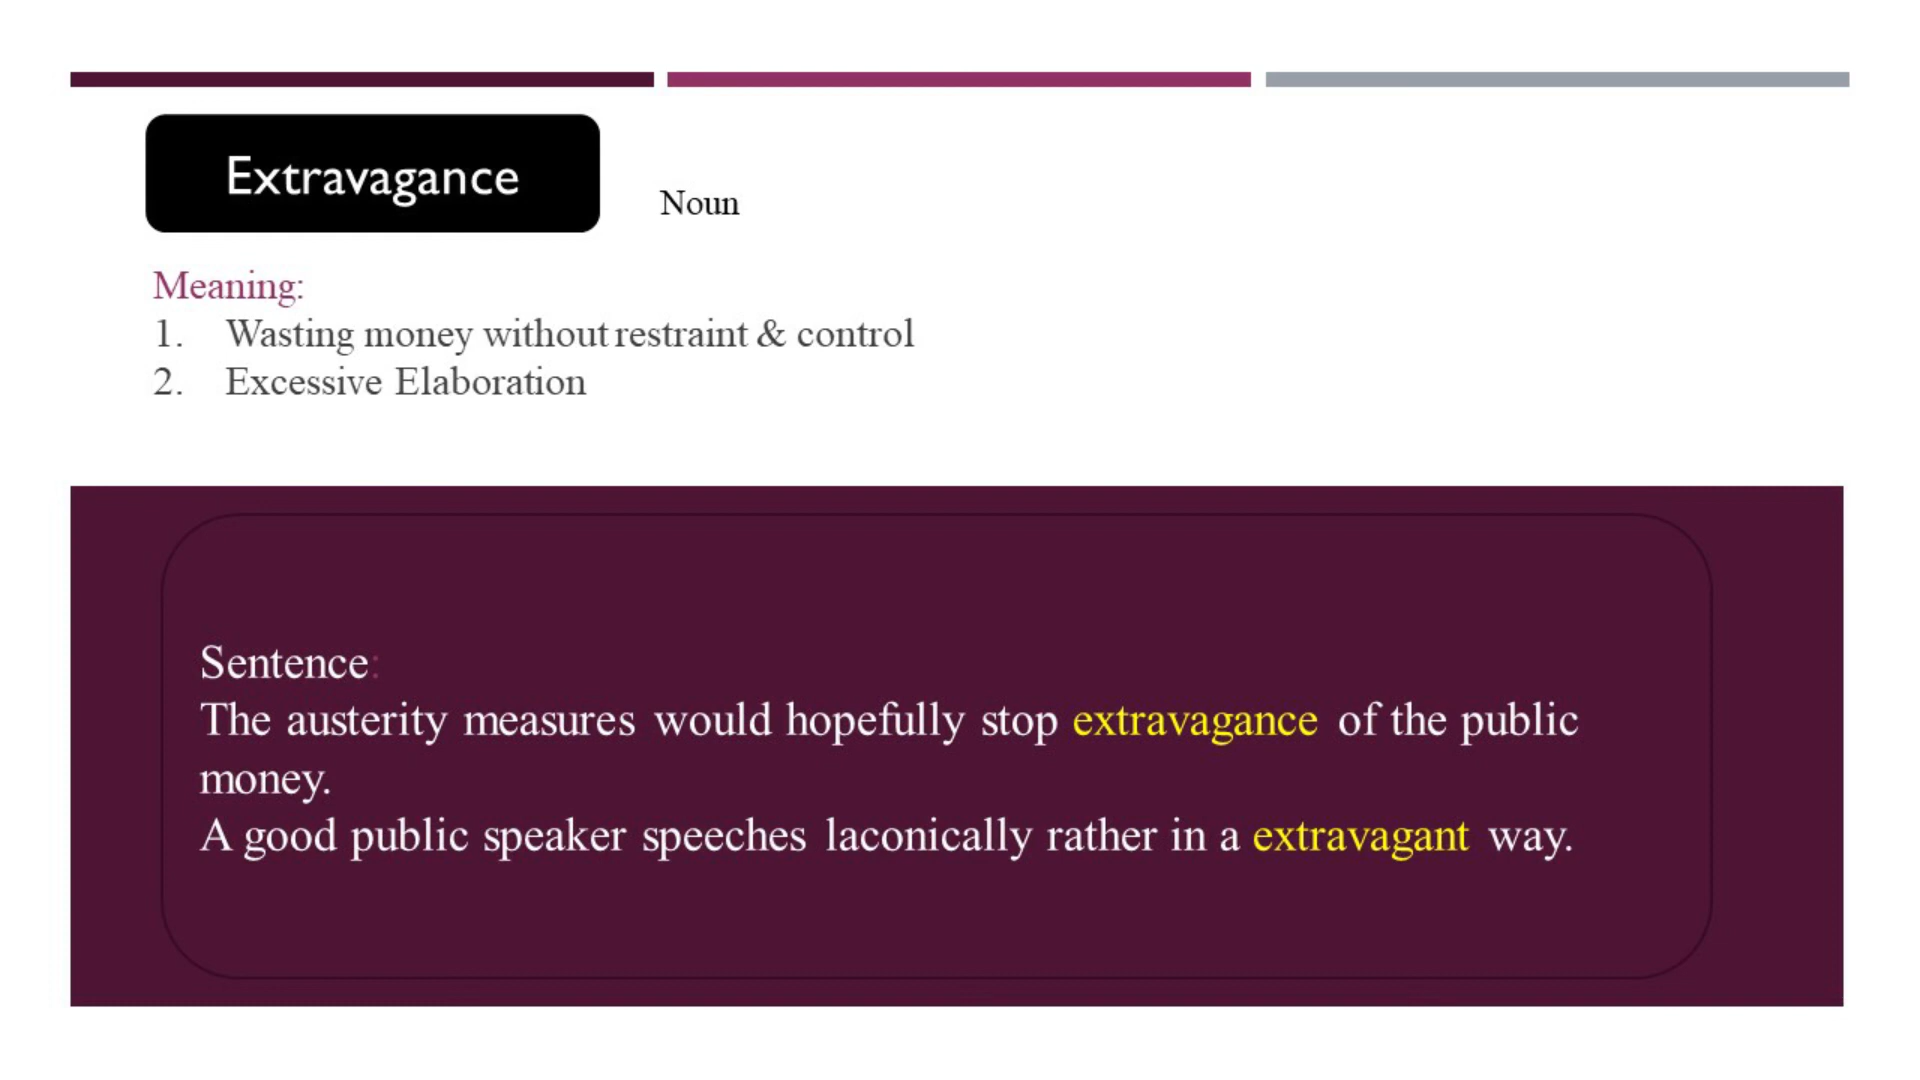 Extravagance
Noun
Meaning:
1. Wasting money without restraint & control
2. Excessive Elaboration
Sentence:
The austerity measures would hopefully stop extravagance of the public
money.
A good public speaker speeches laconically rather in a extravagant way.